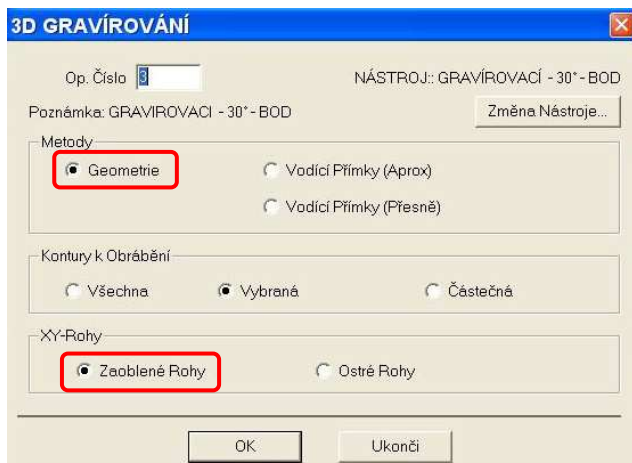 3D GRAVÍROVÁNÍ
Op. Číslo 3 NÁSTROJ:: GRAVÍROVACÍ - 30°- BOD
Poznámka: GRAVIROVACI - 30°- BOD Změna Nástroje...
Metody
Geometrie Vodící Přímky (Aprox)
Vodící Přímky (Přesně)
Kontury k Obrábění
Všechna Vybraná Částečná
XY-Rohy
Zaoblené Rohy Ostré Rohy
OK Ukonči